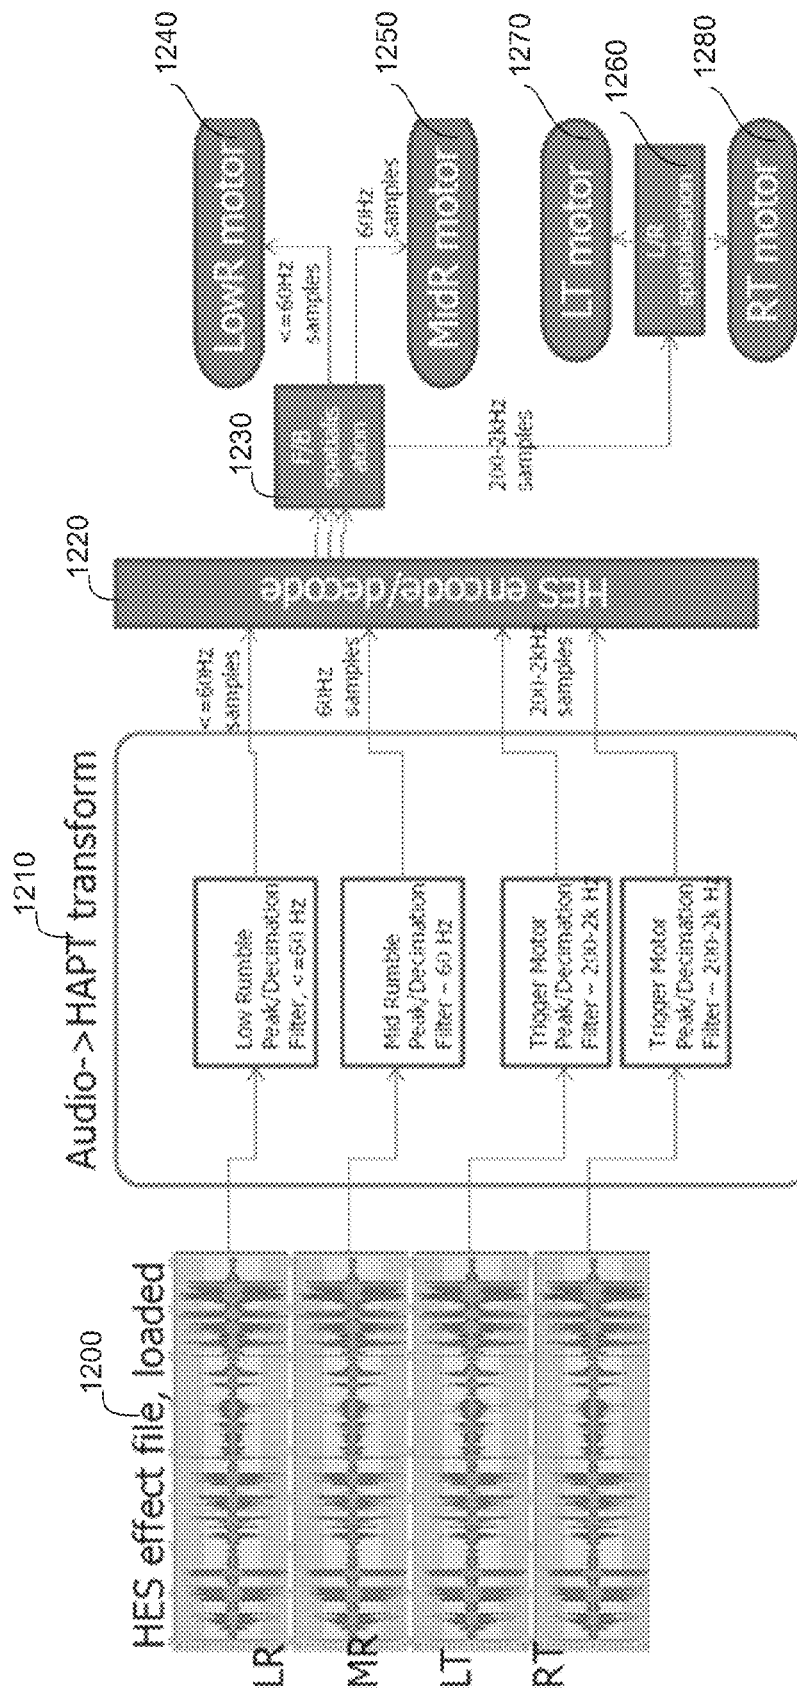 HES effect file, loaded
1200
LR
MR
LT
RT
1210
Audio->HAPT transform
Low Rumble
Peak/Decimation
Filter, <=60 Hz
Mid Rumble
Peak/Decimation
Filter ~ 60 Hz
Trigger Motor
Peak/Decimation
Filter ~ 200-2k Hz
Trigger Motor
Peak/Decimation
Filter ~ 200-2k Hz
<=60Hz
samples
60Hz
samples
200-2kHz
samples
1220
HES encode/decode
1230
<=60Hz
samples
60Hz
samples
200-2kHz
samples
LowR motor
1240
MidR motor
1250
LT motor
1270
L/R
spatialization
1260
RT motor
1280